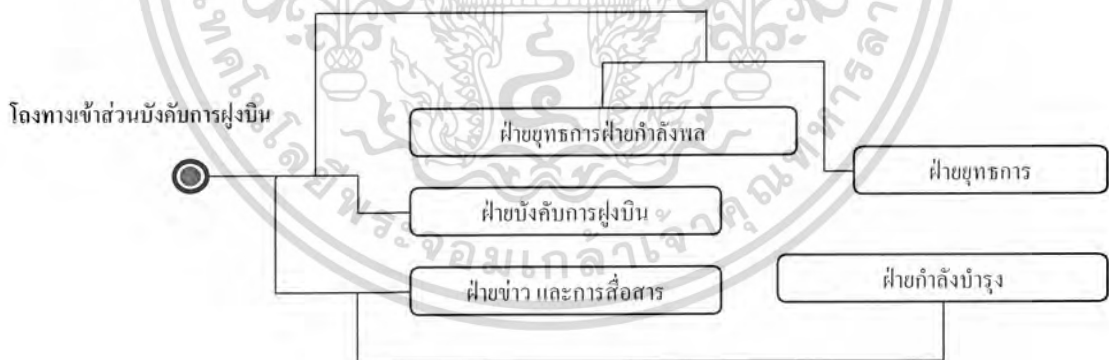 โถงทางเข้าส่วนบังคับการฝูงบิน
ฝ่ายยุทธการฝ่ายกำลังพล
ฝ่ายยุทธการ
ฝ่ายบังคับการฝูงบิน
ฝ่ายกำลังบำรุง
ฝ่ายข่าว และการสื่อสาร